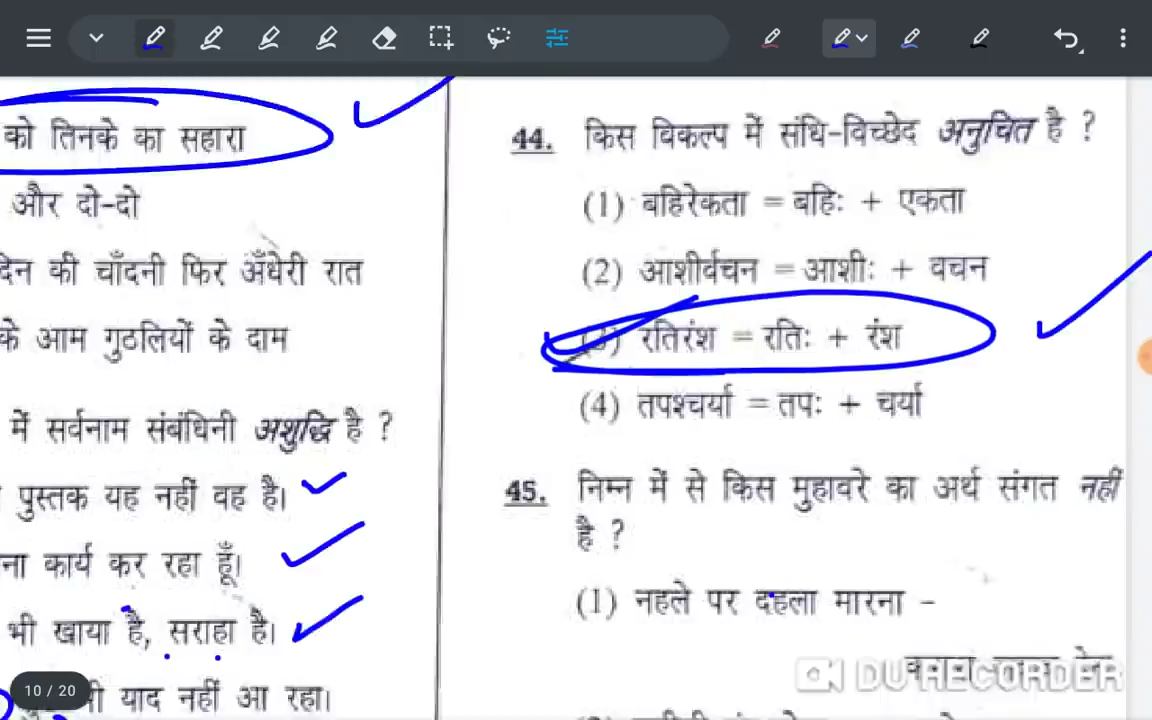 को तिनके का सहारा
और दो-दो
दिन की चाँदनी फिर अँधेरी रात
के आम गुठलियों के दाम
में सर्वनाम संबंधिनी अशुद्धि है ?
पुस्तक यह नहीं वह है।
ना कार्य कर रहा हूँ।
भी खाया है, सराहा है।
याद नहीं आ रहा।
44. किस विकल्प में संधि-विच्छेद अनुचित है ?
(1) बहिरेकता = बहिः + एकता
(2) आशीर्वचन = आशीः + वचन
(3) रतिरंश = रतिः + रंश
(4) तपश्चर्या = तपः + चर्या
45. निम्न में से किस मुहावरे का अर्थ संगत नहीं
है ?
(1) नहले पर दहला मारना -
DU RECORDER
10 / 20